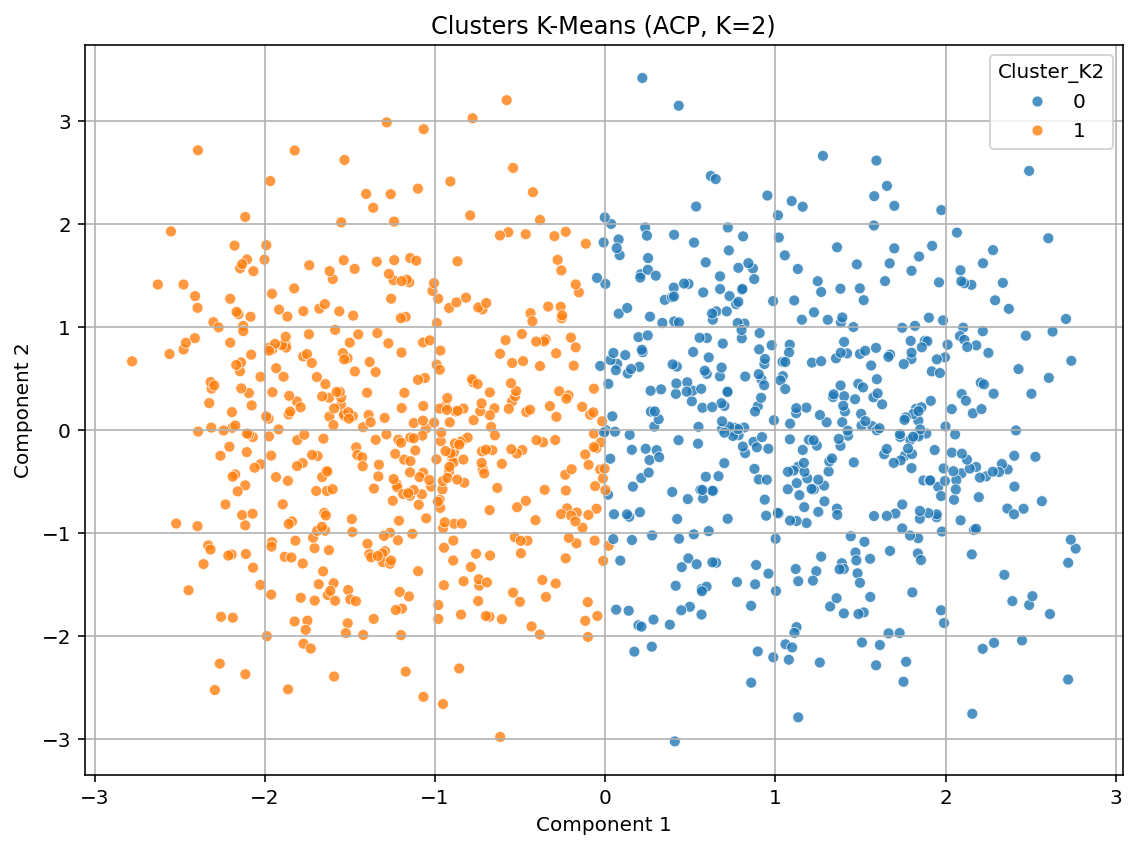 Clusters K-Means (ACP, K=2)
Cluster_K2
0
1
Component 2
3
2
1
0
−1
−2
−3
−3 −2 −1 0 1 2 3
Component 1